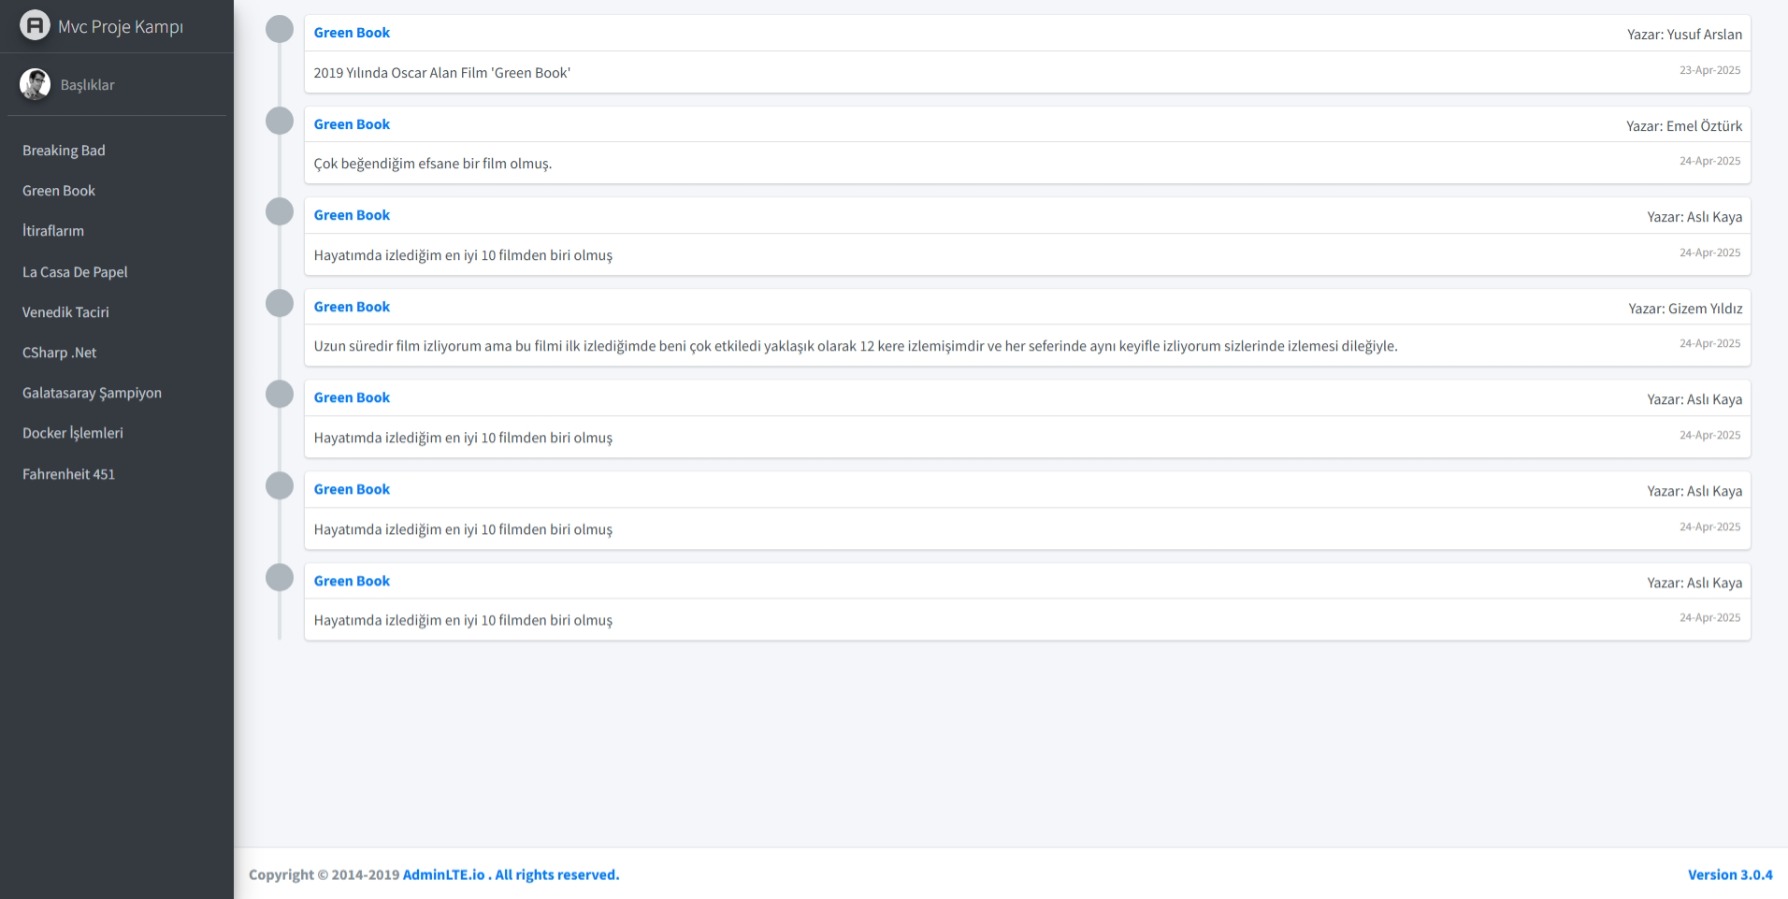 Mvc Proje Kampı
Başlıklar
Breaking Bad
Green Book
İtiraflarım
La Casa De Papel
Venedik Taciri
CSharp .Net
Galatasaray Şampiyon
Docker İşlemleri
Fahrenheit 451
Green Book Yazar: Yusuf Arslan
2019 Yılında Oscar Alan Film 'Green Book' 23-Apr-2025
Green Book Yazar: Emel Öztürk
Çok beğendiğim efsane bir film olmuş. 24-Apr-2025
Green Book Yazar: Aslı Kaya
Hayatımda izlediğim en iyi 10 filmden biri olmuş 24-Apr-2025
Green Book Yazar: Gizem Yıldız
Uzun süredir film izliyorum ama bu filmi ilk izlediğimde beni çok etkiledi yaklaşık olarak 12 kere izlemişimdir ve her seferinde aynı keyifle izliyorum sizlerinde izlemesi dileğiyle. 24-Apr-2025
Green Book Yazar: Aslı Kaya
Hayatımda izlediğim en iyi 10 filmden biri olmuş 24-Apr-2025
Green Book Yazar: Aslı Kaya
Hayatımda izlediğim en iyi 10 filmden biri olmuş 24-Apr-2025
Green Book Yazar: Aslı Kaya
Hayatımda izlediğim en iyi 10 filmden biri olmuş 24-Apr-2025
Copyright © 2014-2019 AdminLTE.io . All rights reserved. Version 3.0.4